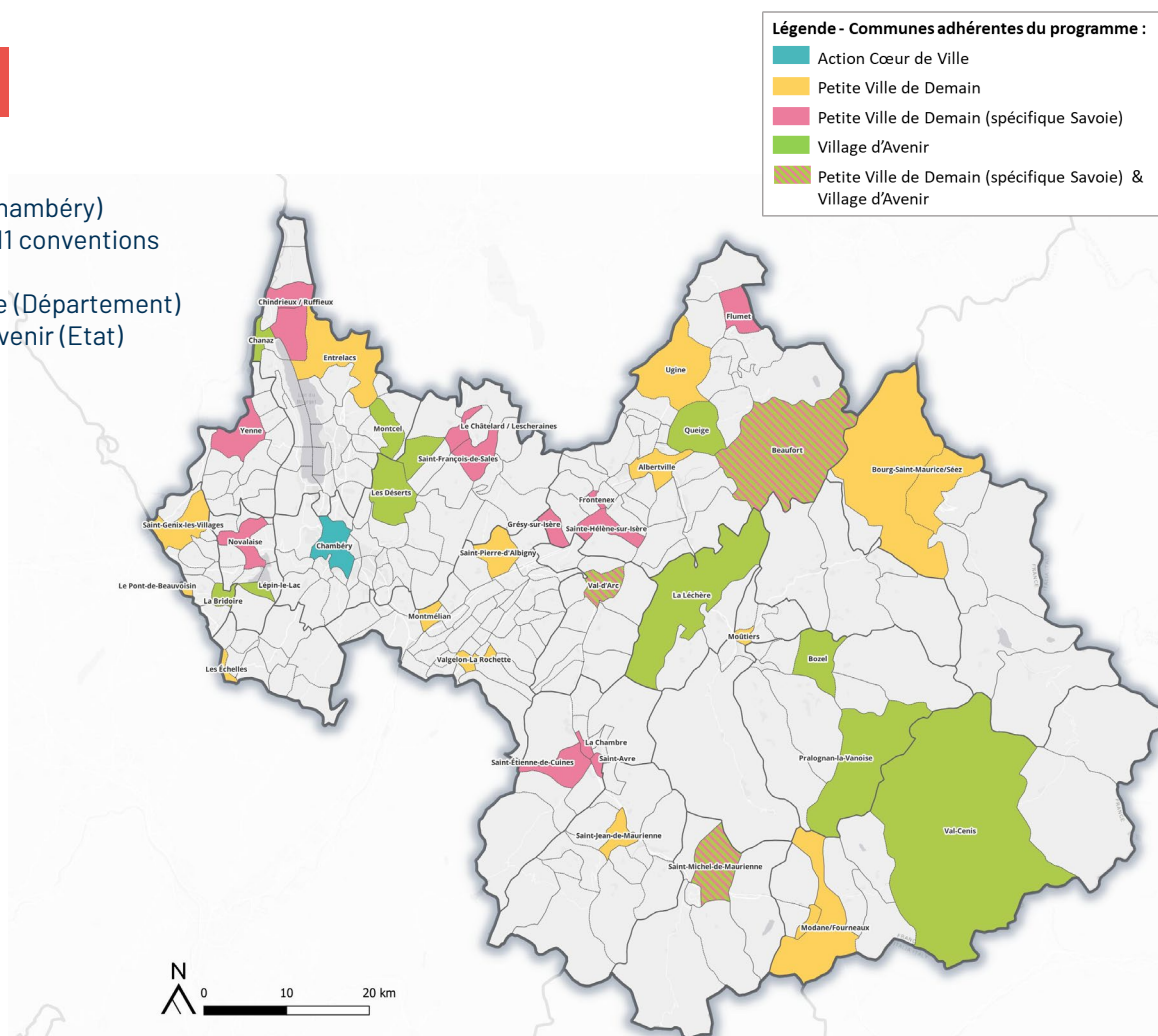 Légende - Communes adhérentes du programme :
Action Cœur de Ville
Petite Ville de Demain
Petite Ville de Demain (spécifique Savoie)
Village d'Avenir
Petite Ville de Demain (spécifique Savoie) &
Village d'Avenir
hambéry)
11 conventions
e (Département)
venir (Etat)
Chindrieux / Ruffieux
Flumet
Chanaz
Entrelacs
Ugine
Yenne
Montcel
Le Châtelard / Lescheraines
Queige
Saint-François-de-Sales
Beaufort
Albertville
Bourg-Saint-Maurice/Séez
Les Déserts
Frontenex
Saint-Genix-les-Villages
Grésy-sur-Isère
Sainte-Hélène-sur-Isère
Novalaise
Chambéry
Saint-Pierre-d'Albigny
Le Pont-de-Beauvoisin
Lépin-le-Lac
La Bridoire
Val-d'Arc
La Léchère
Montmélian
Moûtiers
Valgelon-La Rochette
Bozel
Les Échelles
La Chambre
Saint-Étienne-de-Cuines
Saint-Avre
Pralognan-la-Vanoise
Val-Cenis
Saint-Jean-de-Maurienne
Saint-Michel-de-Maurienne
Modane/Fourneaux
FRANCE
N
0 10 20 km